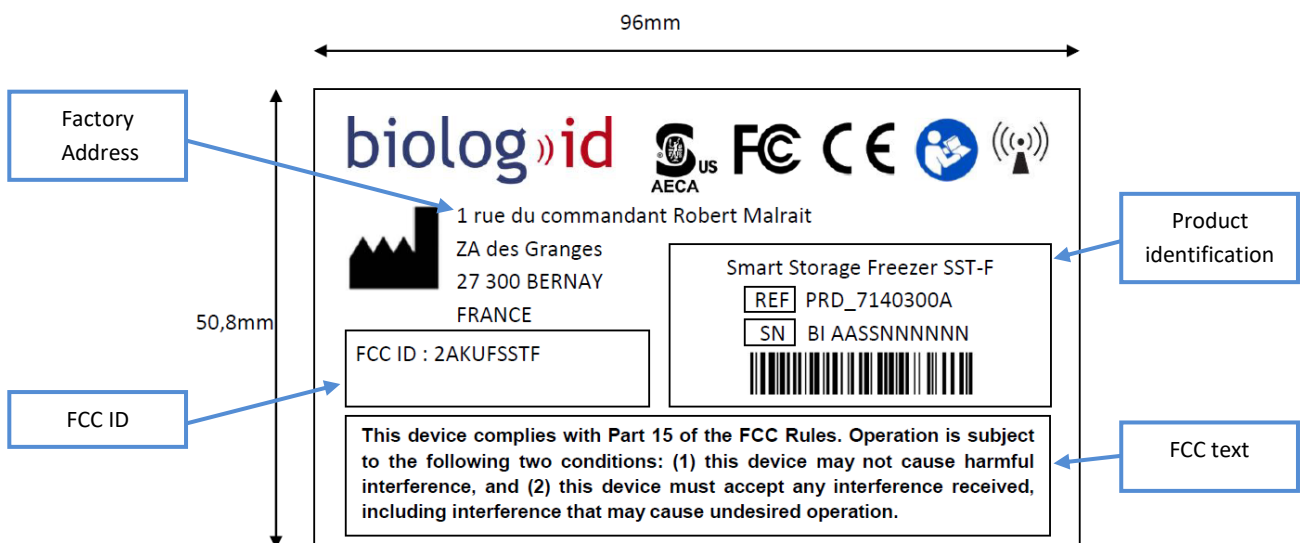 96mm
Factory
Address
biolog id
S
®
US
AECA
FC
CE
1 rue du commandant Robert Malrait
ZA des Granges
27 300 BERNAY
FRANCE
Product
identification
Smart Storage Freezer SST-F
REF PRD_7140300A
SN BI AASSNNNNNN
50,8mm
FCC ID : 2AKUFSSTF
FCC ID
This device complies with Part 15 of the FCC Rules. Operation is subject
to the following two conditions: (1) this device may not cause harmful
interference, and (2) this device must accept any interference received,
including interference that may cause undesired operation.
FCC text